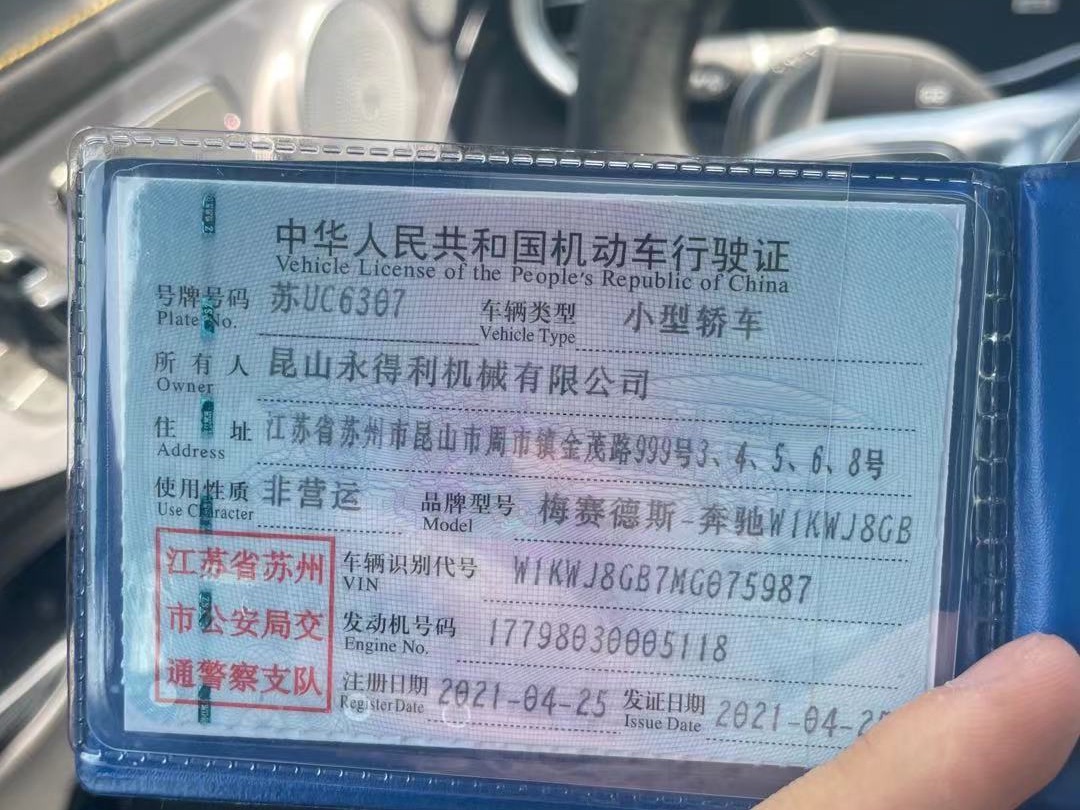 中华人民共和国机动车行驶证
Vehicle License of the People's Republic of China
号牌号码 苏UC6307 车辆类型 小型轿车
Plate No. Vehicle Type
所有人 昆山永得利机械有限公司
Owner
住址 江苏省苏州市昆山市周市镇金茂路999号3、4、5、6、8号
Address
使用性质 非营运 品牌型号 梅赛德斯-奔驰W1KWJ8GB
Use Character Model
江苏省苏州
市公安局交
通警察支队
车辆识别代号 W1KWJ8GB7MG075987
VIN
发动机号码 17798030005118
Engine No.
注册日期 2021-04-25 发证日期 2021-04-2
Register Date Issue Date